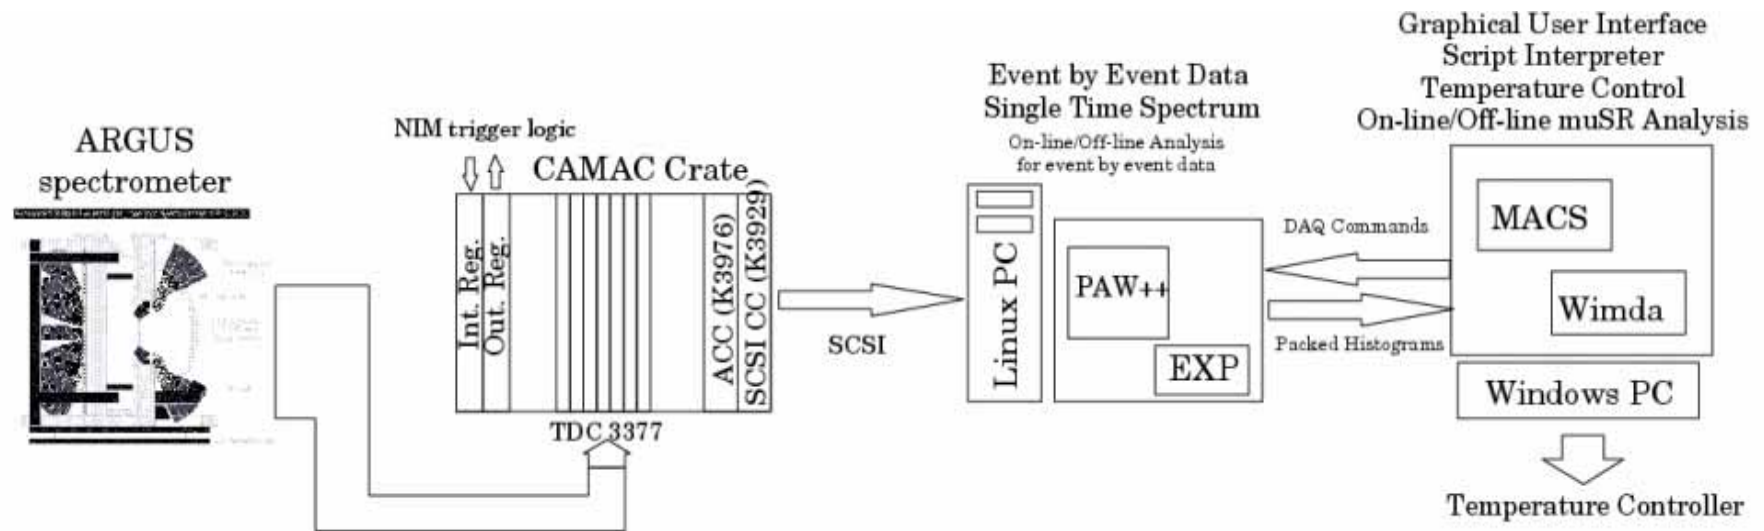 ARGUS
spectrometer
NIM trigger logic
CAMAC Crate
Int. Reg.
Out. Reg.
ACC (K3976)
SCSI CC (K3929)
TDC 3377
SCSI
Event by Event Data
Single Time Spectrum
On-line/Off-line Analysis
for event by event data
Linux PC
PAW++
EXP
DAQ Commands
Packed Histograms
Graphical User Interface
Script Interpreter
Temperature Control
On-line/Off-line muSR Analysis
MACS
Wimda
Windows PC
Temperature Controller